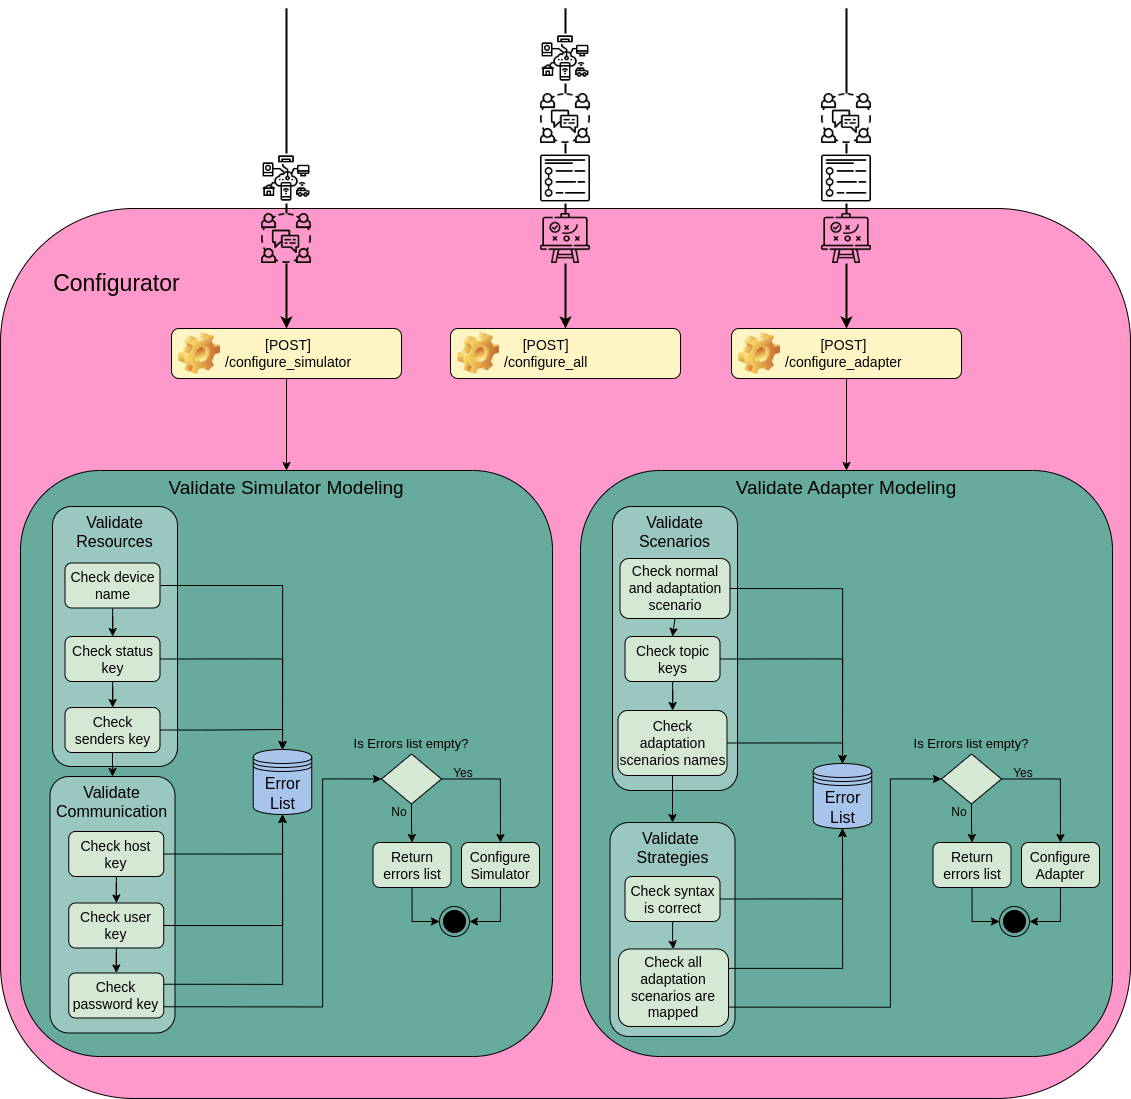 Configurator
[POST]
/configure_simulator
[POST]
/configure_all
[POST]
/configure_adapter
Validate Simulator Modeling
Validate
Resources
Check device
name
Check status
key
Check
senders key
Validate
Communication
Check host
key
Check user
key
Check
password key
Error
List
Is Errors list empty?
Yes
No
Return
errors list
Configure
Simulator
Validate Adapter Modeling
Validate
Scenarios
Check normal
and adaptation
scenario
Check topic
keys
Check
adaptation
scenarios names
Validate
Strategies
Check syntax
is correct
Check all
adaptation
scenarios are
mapped
Error
List
Is Errors list empty?
Yes
No
Return
errors list
Configure
Adapter